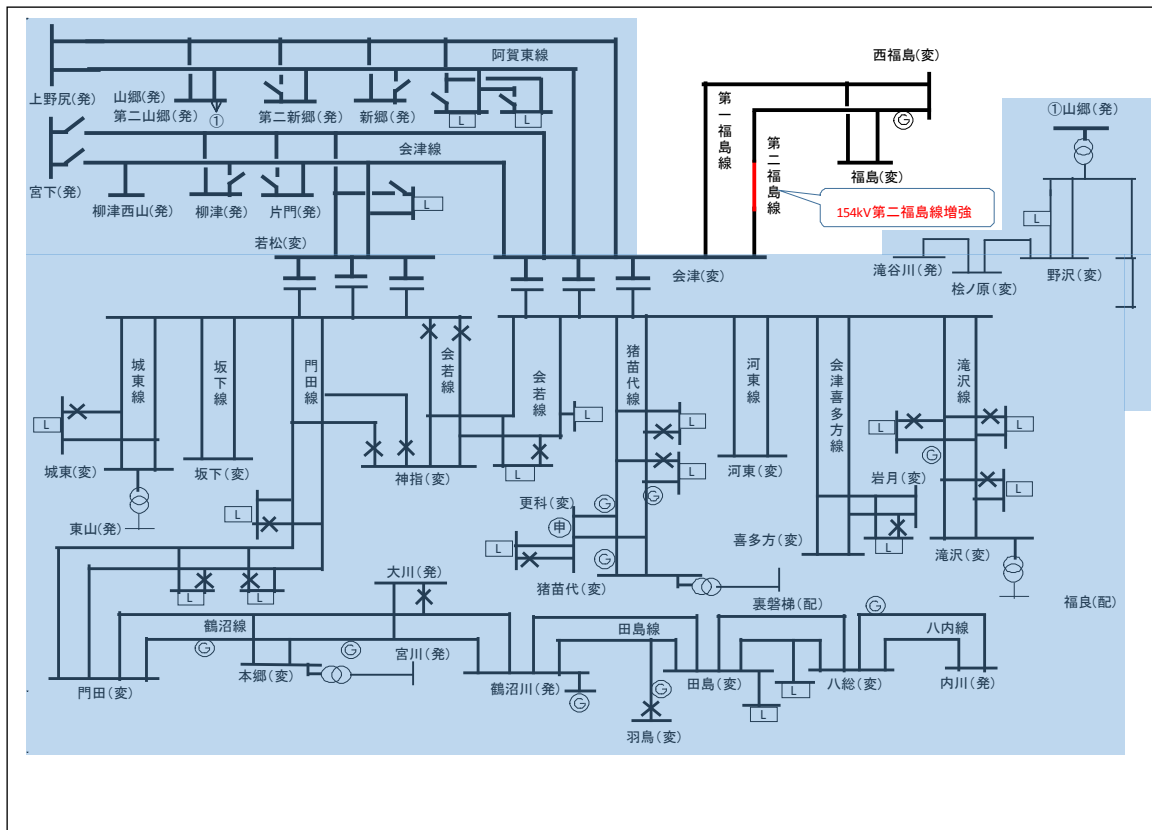 阿賀東線
西福島(変)
上野尻(発)
山郷(発)
第二山郷(発)
①
第二新郷(発)
新郷(発)
L
L
第一福島線
第二福島線
G
①山郷(発)
会津線
宮下(発)
柳津西山(発)
柳津(発)
片門(発)
L
福島(変)
154kV第二福島線増強
L
若松(変)
会津(変)
滝谷川(発)
桧ノ原(変)
野沢(変)
城東線
坂下線
門田線
会若線
会若線
猪苗代線
河東線
会津喜多方線
滝沢線
L
L
L
L
L
L
L
G
城東(変)
坂下(変)
神指(変)
L
河東(変)
岩月(変)
L
東山(発)
L
更科(変)
G
G
申
L
G
喜多方(変)
L
滝沢(変)
猪苗代(変)
裏磐梯(配)
福良(配)
L
L
大川(発)
鶴沼線
G
G
宮川(発)
田島線
G
八内線
門田(変)
本郷(変)
鶴沼川(発)
G
G
田島(変)
L
L
八総(変)
内川(発)
羽鳥(変)